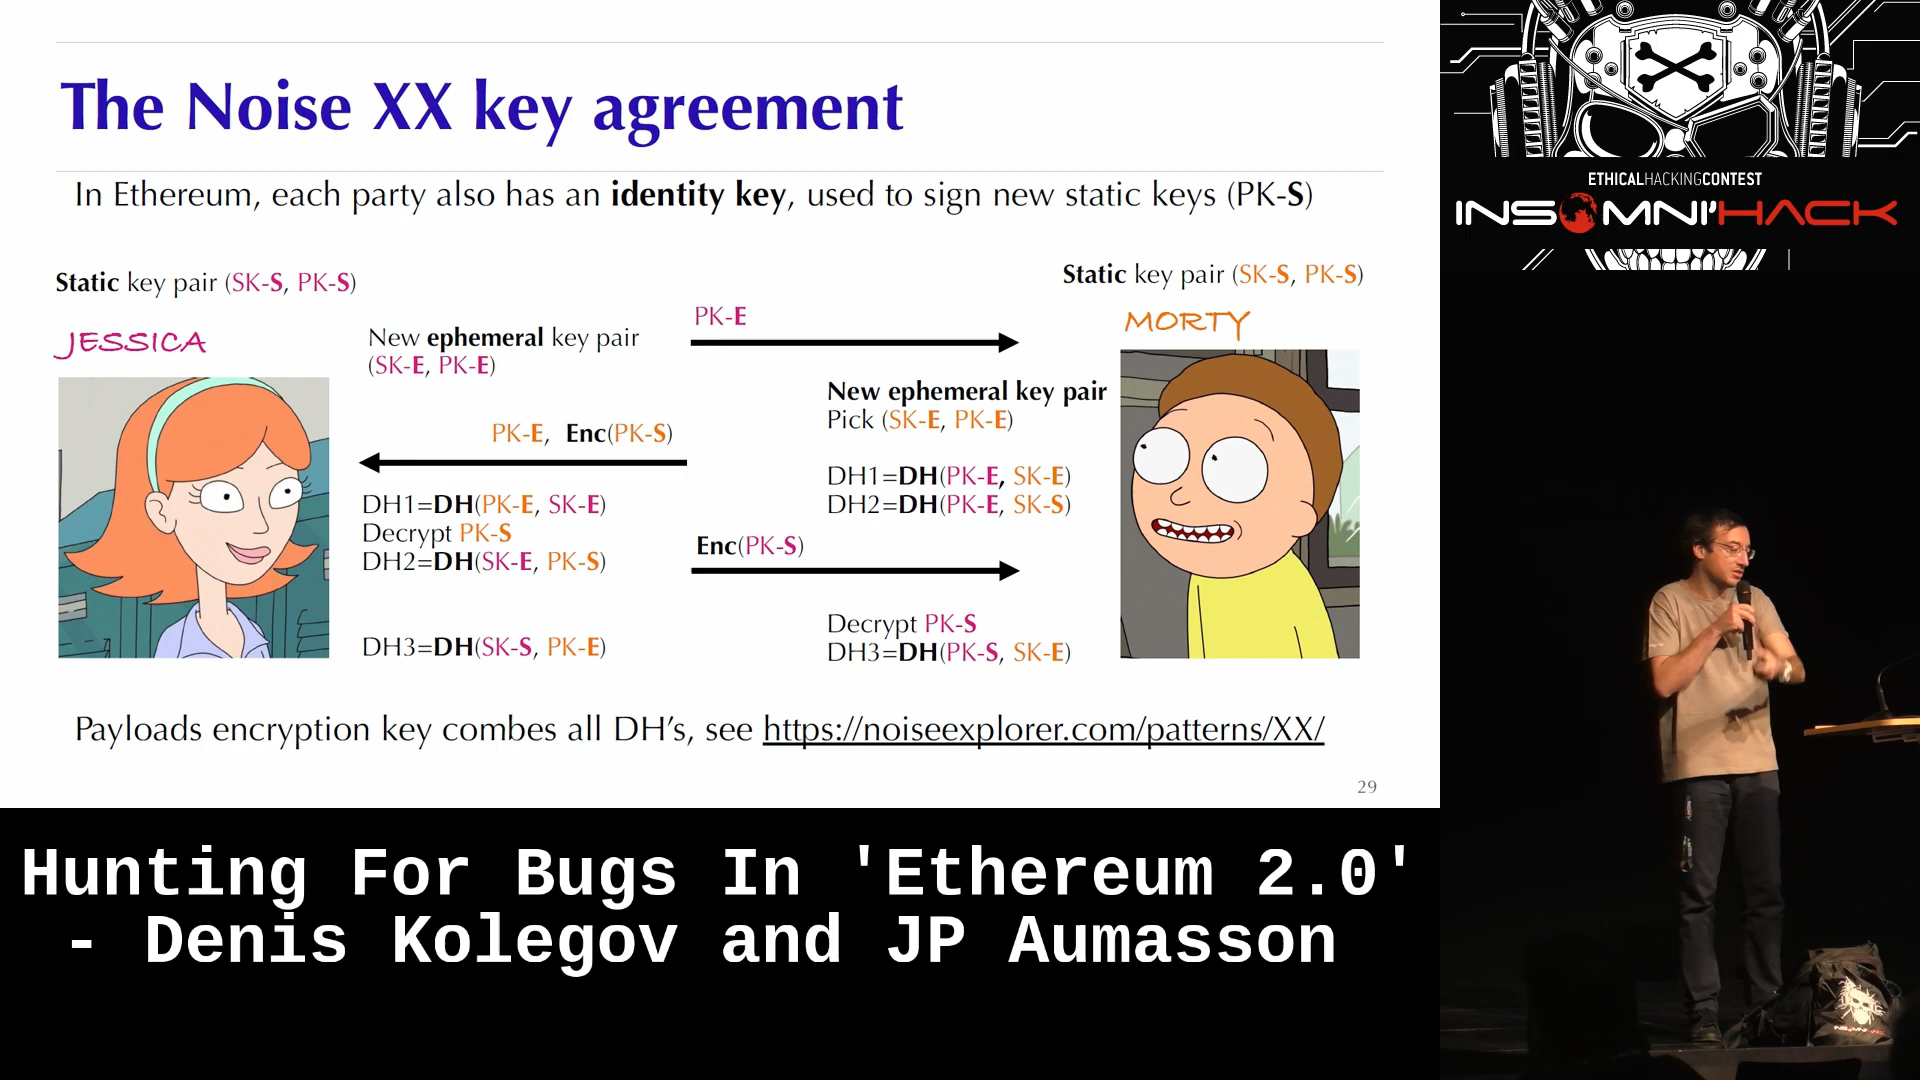 The Noise XX key agreement
In Ethereum, each party also has an identity key, used to sign new static keys (PK-S)
Static key pair (SK-S, PK-S)
Static key pair (SK-S, PK-S)
JESSICA
New ephemeral key pair
(SK-E, PK-E)
PK-E
MORTY
New ephemeral key pair
Pick (SK-E, PK-E)
PK-E, Enc(PK-S)
DH1=DH(PK-E, SK-E)
DH2=DH(PK-E, SK-S)
DH1=DH(PK-E, SK-E)
Decrypt PK-S
DH2=DH(SK-E, PK-S)
Enc(PK-S)
DH3=DH(SK-S, PK-E)
Decrypt PK-S
DH3=DH(PK-S, SK-E)
Payloads encryption key combes all DH’s, see https://noiseexplorer.com/patterns/XX/
29
ETHICALHACKINGCONTEST
INSOMNI'HACK
Hunting For Bugs In 'Ethereum 2.0'
- Denis Kolegov and JP Aumasson
INSOMNI'HACK